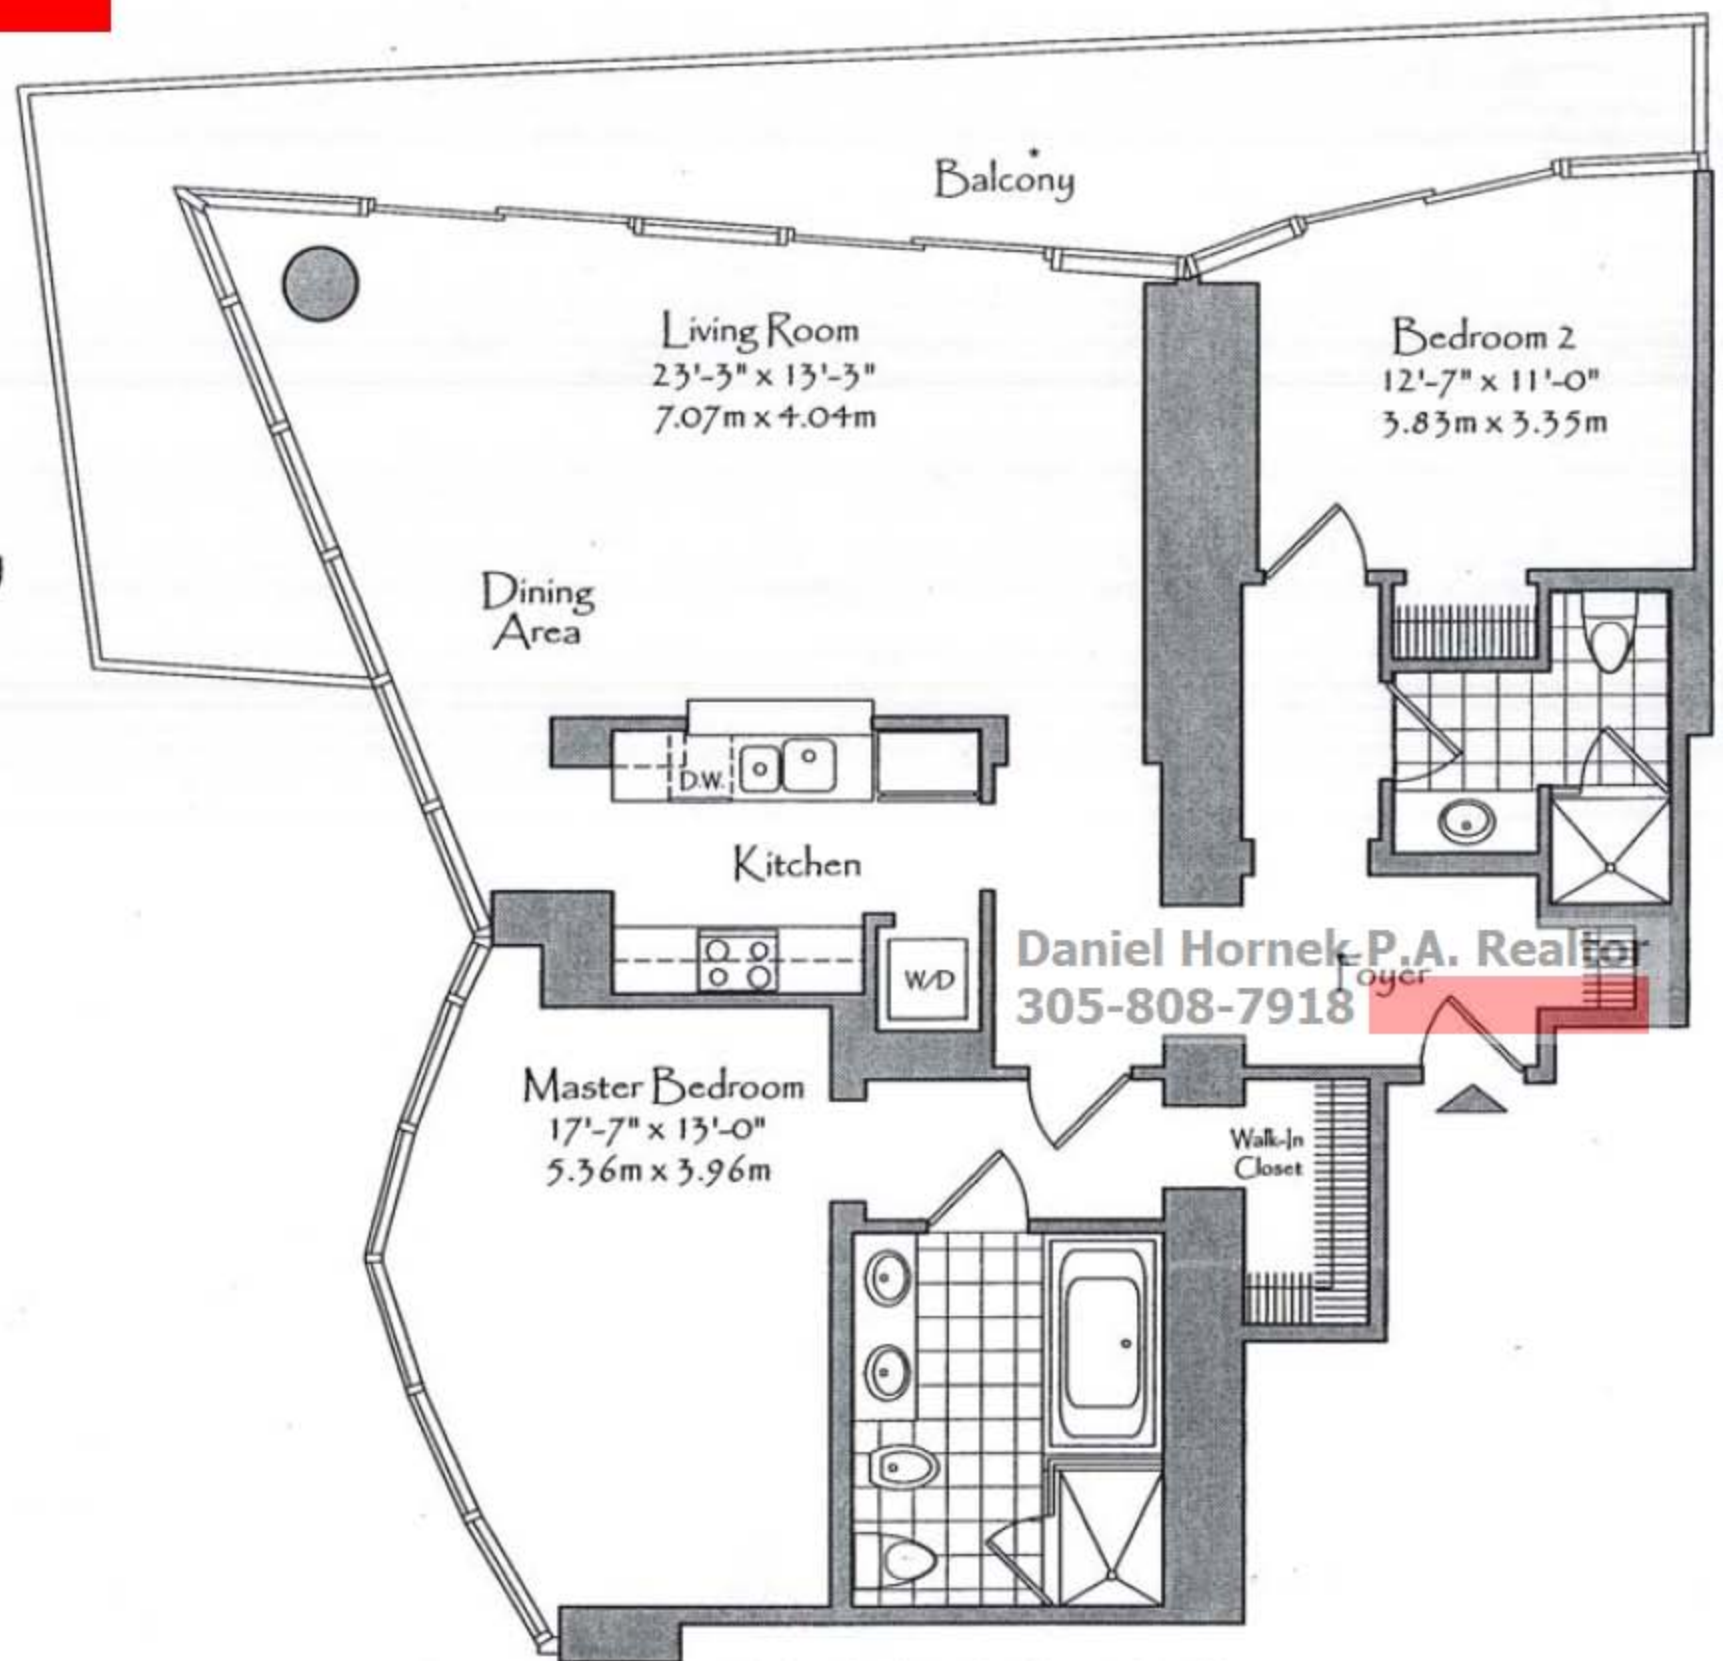 Balcony*
Living Room
23'-3" x 13'-3"
7.07m x 4.04m
Bedroom 2
12'-7" x 11'-0"
3.83m x 3.35m
Dining
Area
D.W.
Kitchen
W/D
Daniel Hornek P.A. Realtor
Foyer
305-808-7918
Master Bedroom
17'-7" x 13'-0"
5.36m x 3.96m
Walk-In
Closet